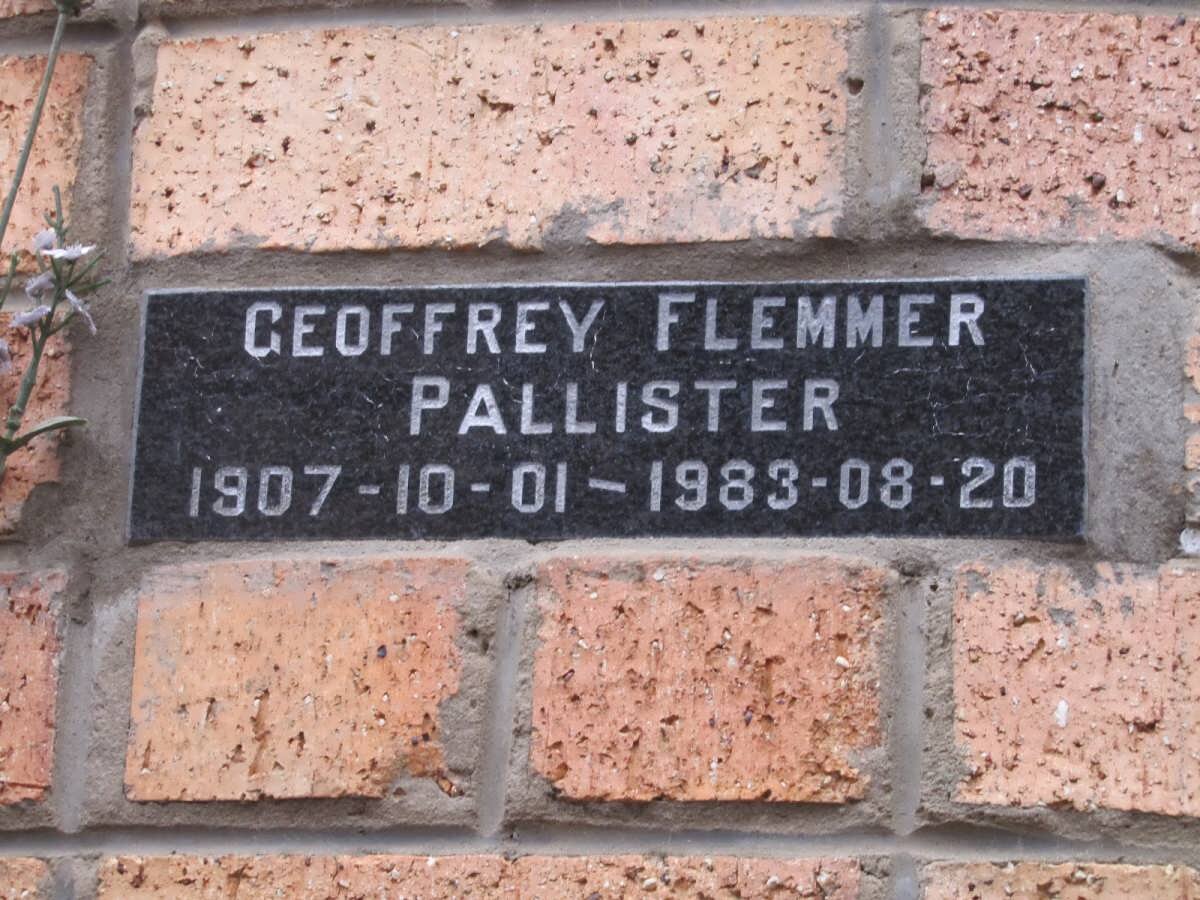 GEOFFREY FLEMMER
PALLISTER
1907-10-01 - 1983-08-20